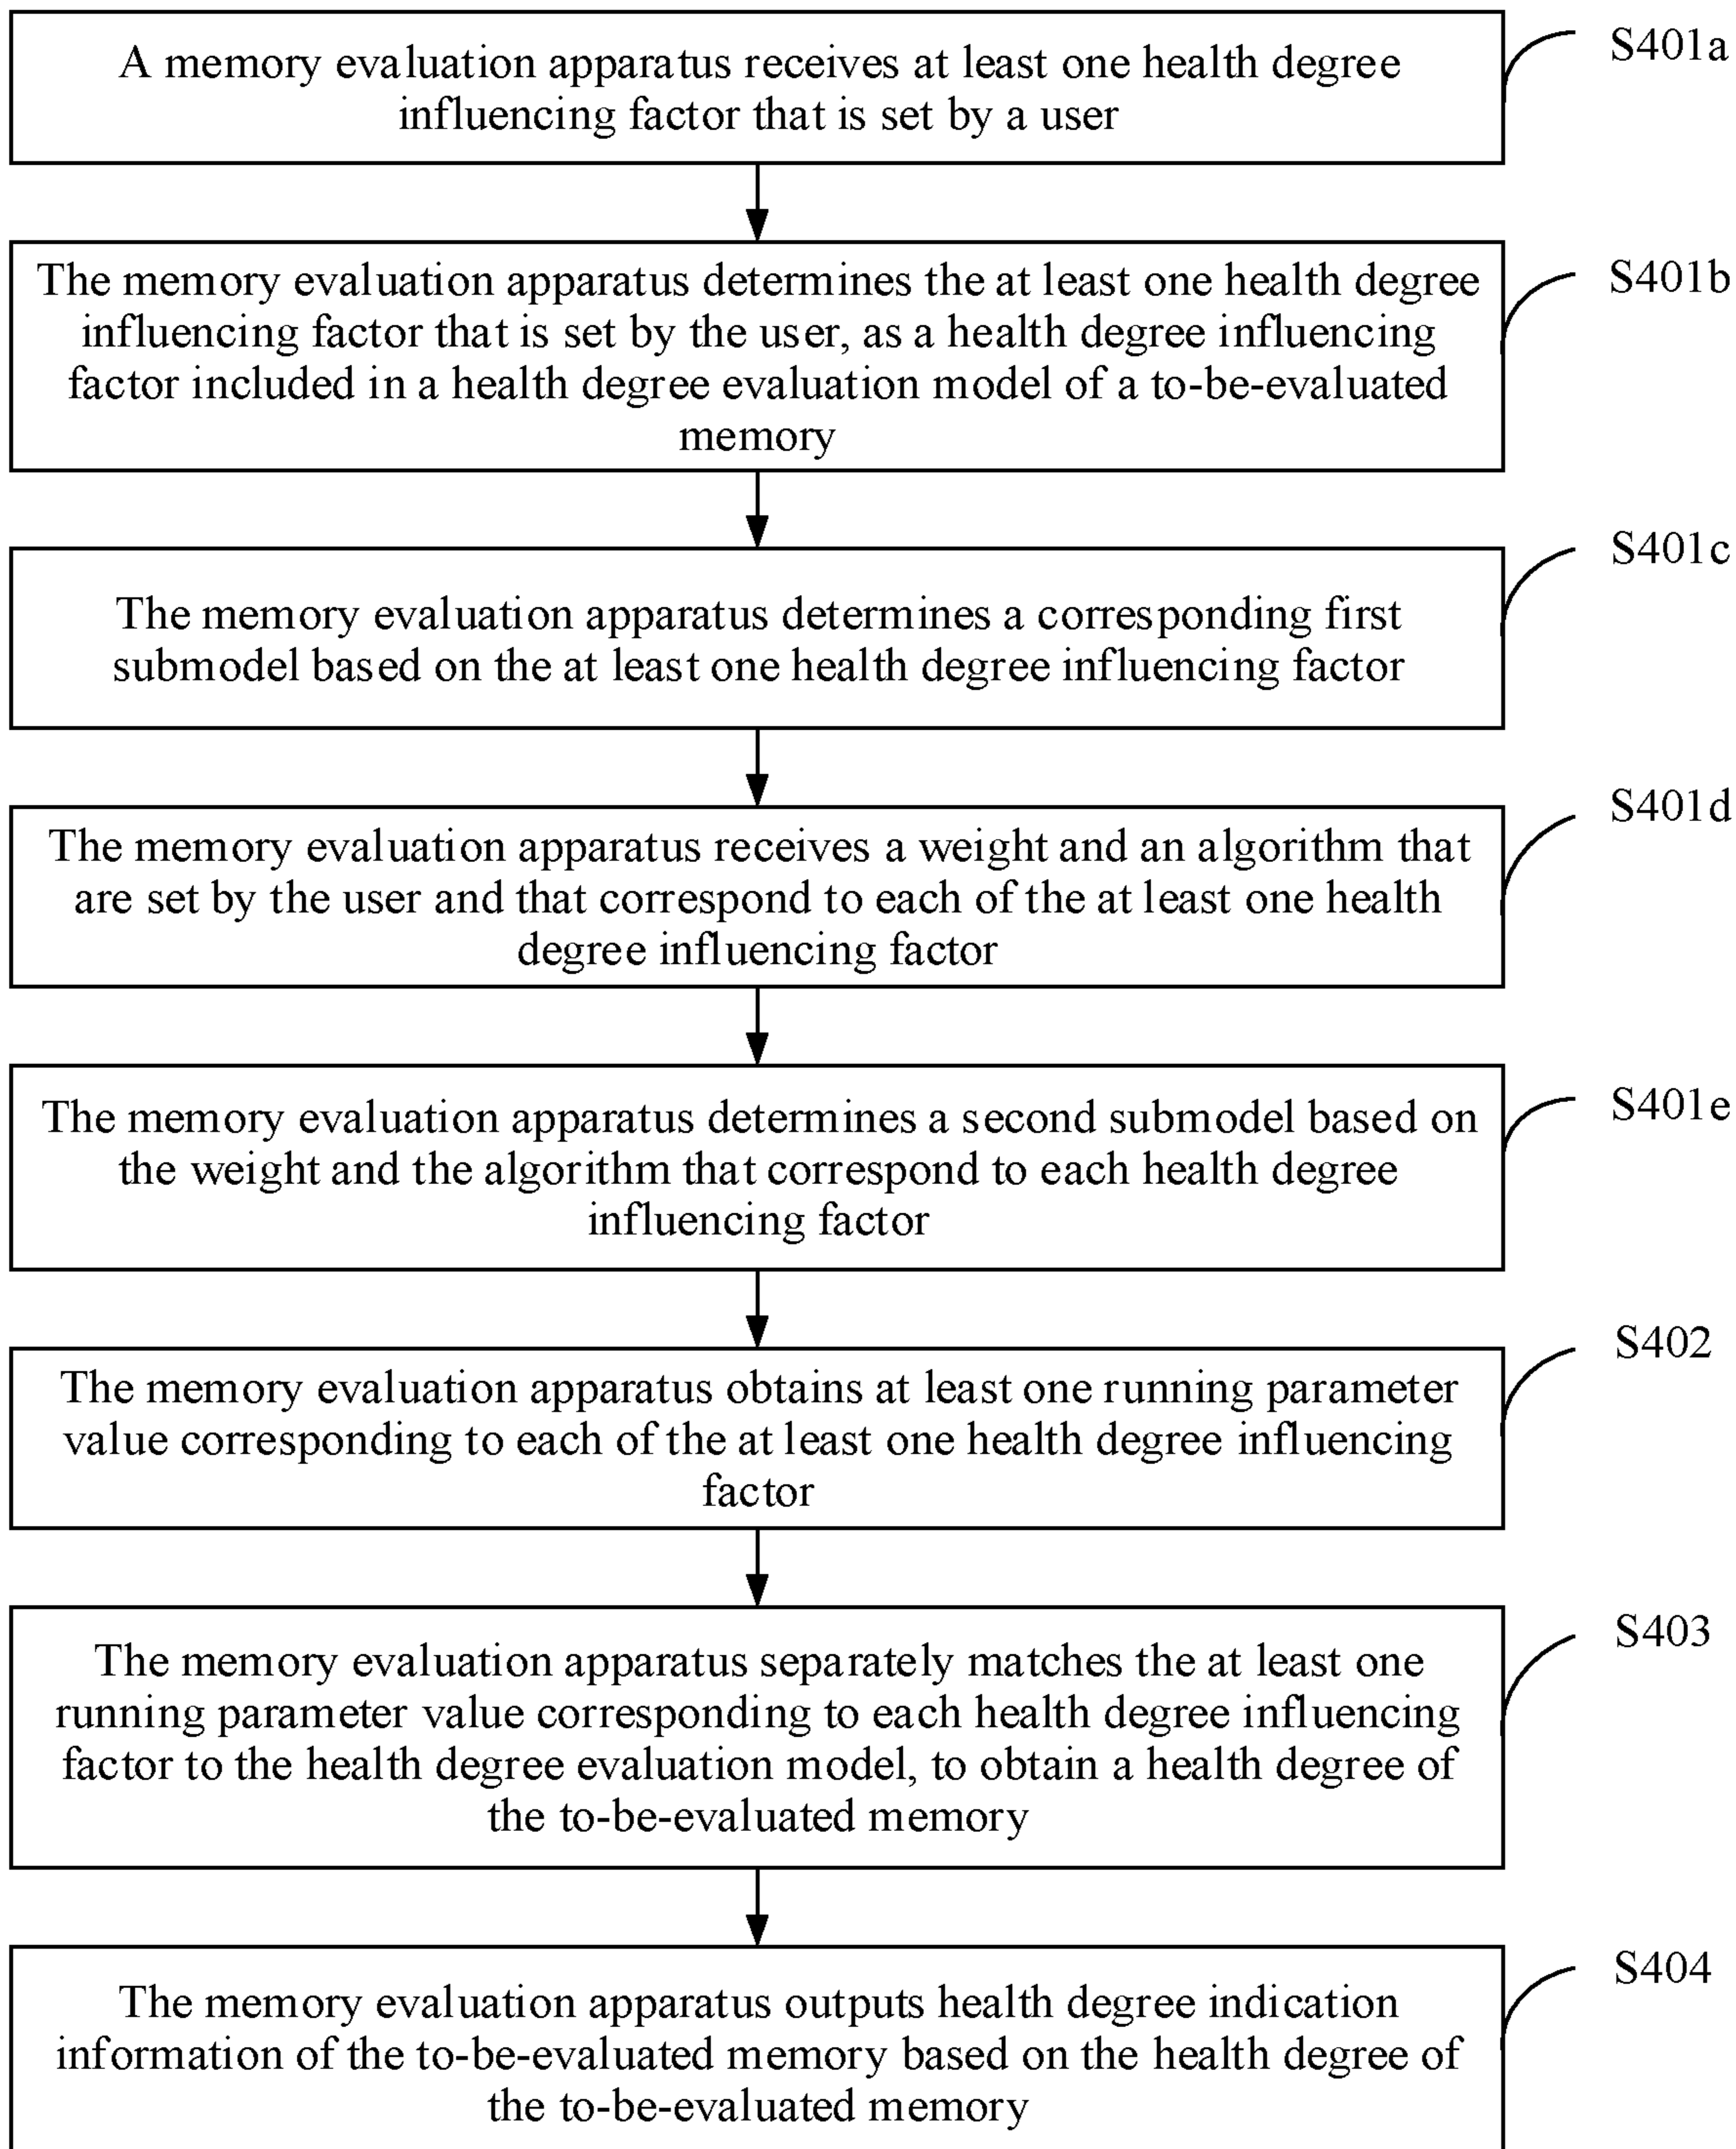 A memory evaluation apparatus receives at least one health degree
influencing factor that is set by a user
S401a
The memory evaluation apparatus determines the at least one health degree
influencing factor that is set by the user, as a health degree influencing
factor included in a health degree evaluation model of a to-be-evaluated
memory
S401b
The memory evaluation apparatus determines a corresponding first
submodel based on the at least one health degree influencing factor
S401c
The memory evaluation apparatus receives a weight and an algorithm that
are set by the user and that correspond to each of the at least one health
degree influencing factor
S401d
The memory evaluation apparatus determines a second submodel based on
the weight and the algorithm that correspond to each health degree
influencing factor
S401e
The memory evaluation apparatus obtains at least one running parameter
value corresponding to each of the at least one health degree influencing
factor
S402
The memory evaluation apparatus separately matches the at least one
running parameter value corresponding to each health degree influencing
factor to the health degree evaluation model, to obtain a health degree of
the to-be-evaluated memory
S403
The memory evaluation apparatus outputs health degree indication
information of the to-be-evaluated memory based on the health degree of
the to-be-evaluated memory
S404